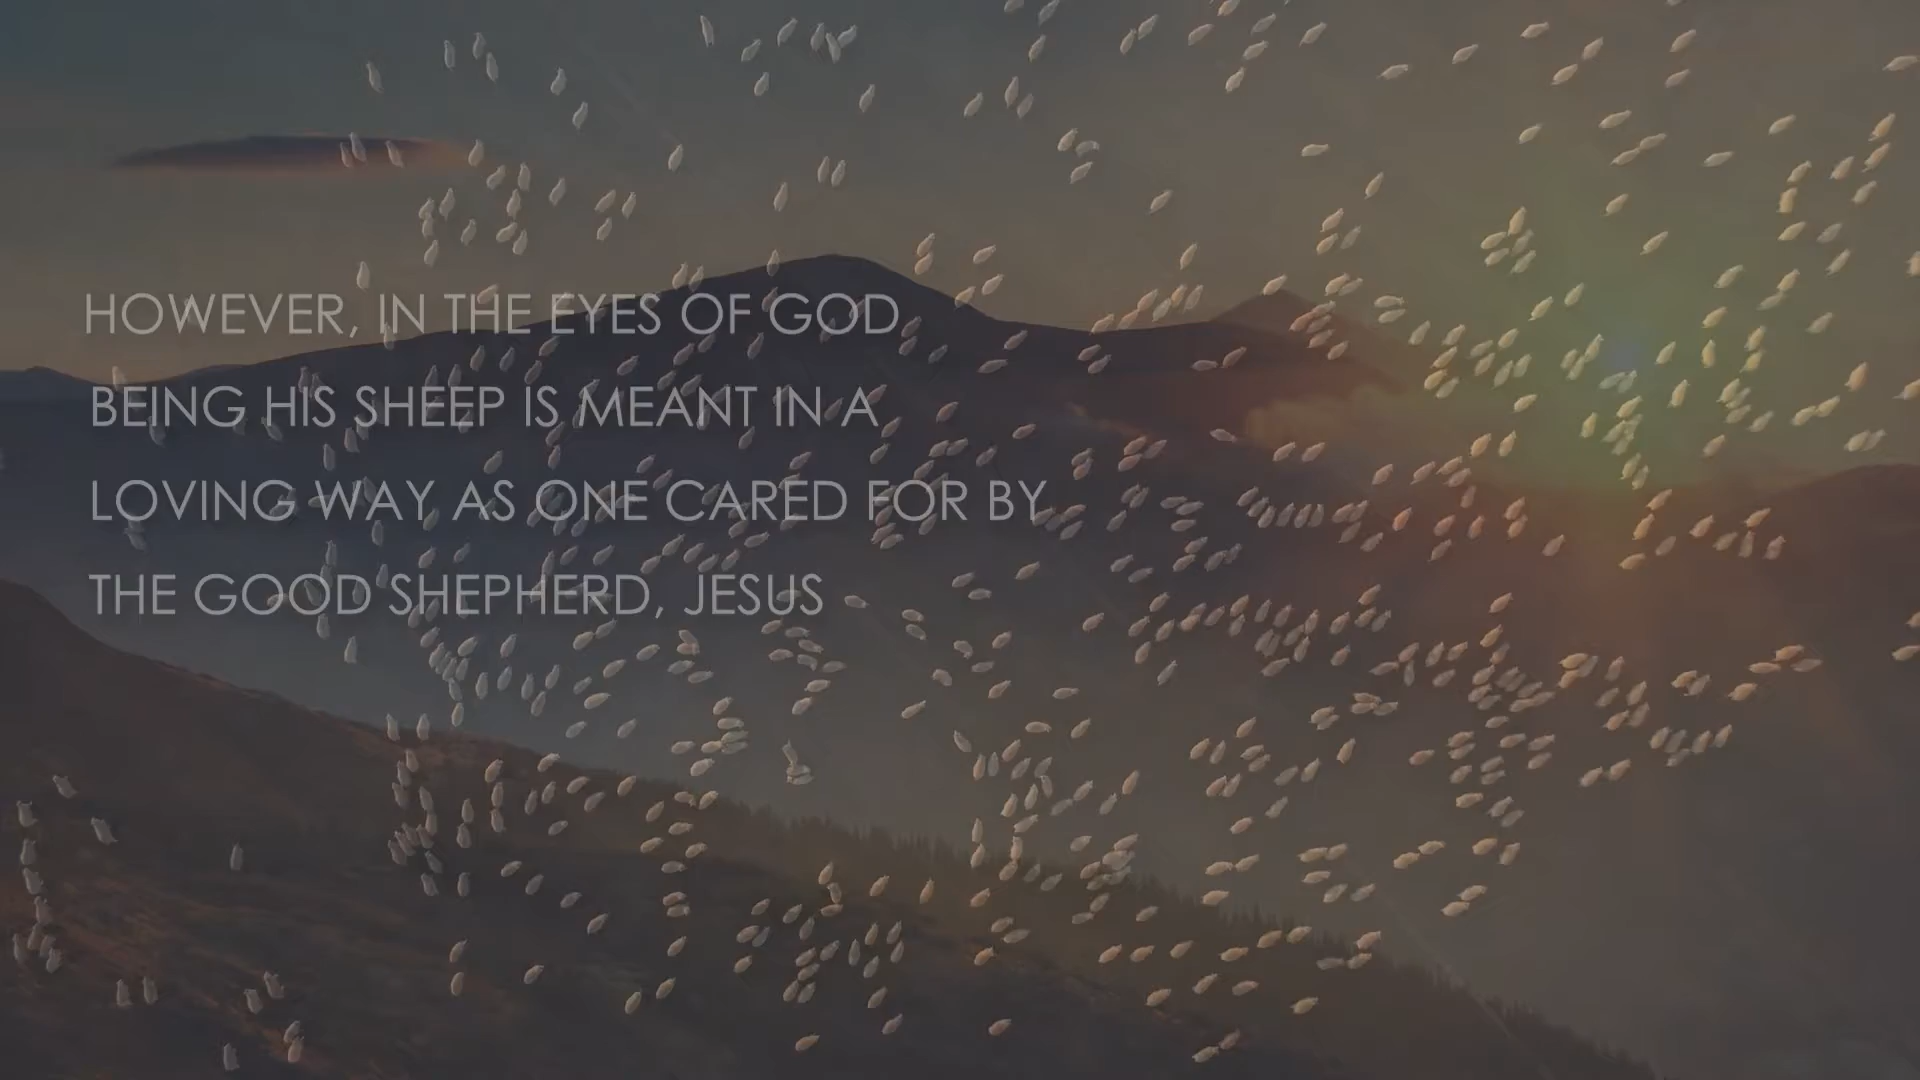 HOWEVER, IN THE EYES OF GOD
BEING HIS SHEEP IS MEANT IN A
LOVING WAY AS ONE CARED FOR BY
THE GOOD SHEPHERD, JESUS